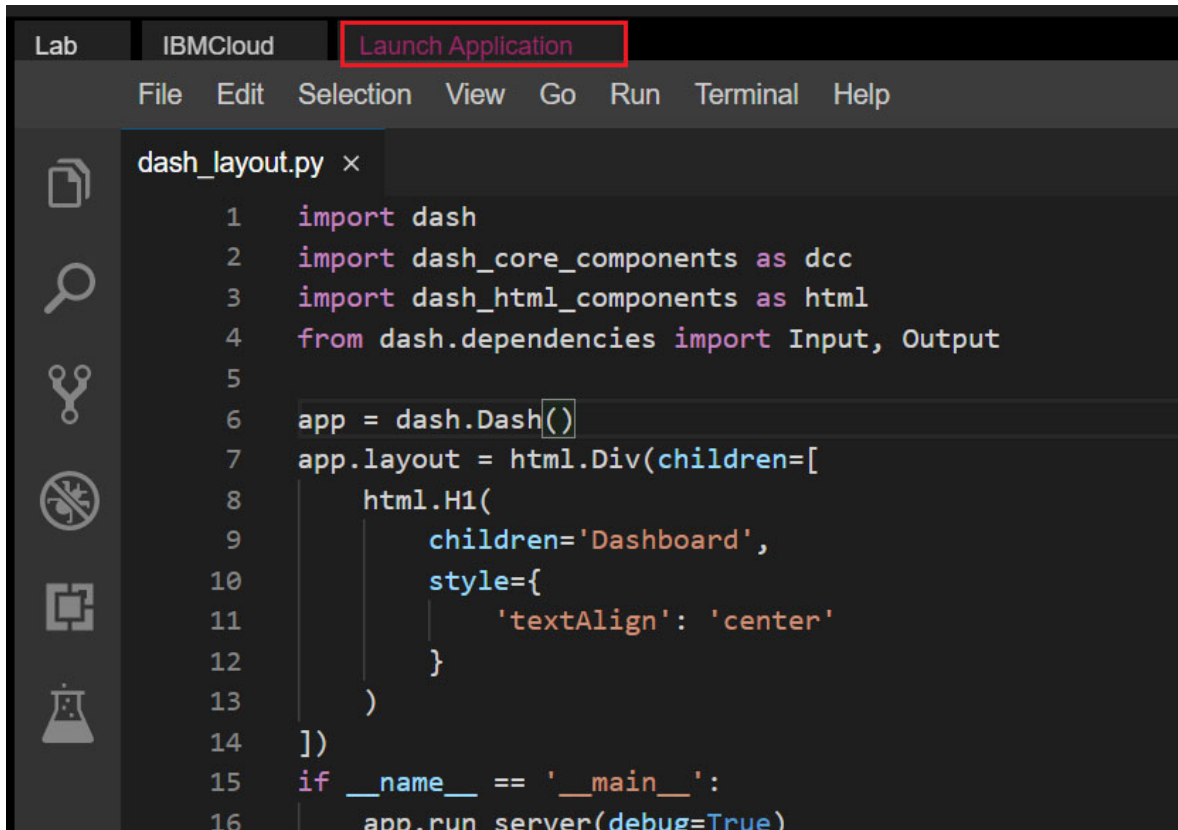 Lab IBMCloud Launch Application
File Edit Selection View Go Run Terminal Help
dash_layout.py ×
1 import dash
2 import dash_core_components as dcc
3 import dash_html_components as html
4 from dash.dependencies import Input, Output
5
6 app = dash.Dash()
7 app.layout = html.Div(children=[
8     html.H1(
9         children='Dashboard',
10         style={
11             'textAlign': 'center'
12         }
13     )
14 ])
15 if __name__ == '__main__':
16     app.run_server(debug=True)